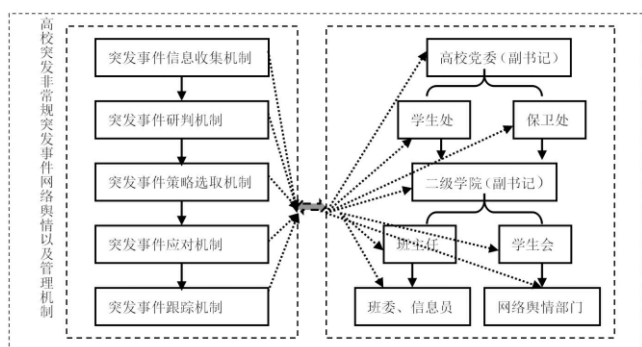 高校突发非常规突发事件网络舆情以及管理机制
突发事件信息收集机制
突发事件研判机制
突发事件策略选取机制
突发事件应对机制
突发事件跟踪机制
高校党委（副书记）
学生处
保卫处
二级学院（副书记）
班主任
学生会
班委、信息员
网络舆情部门